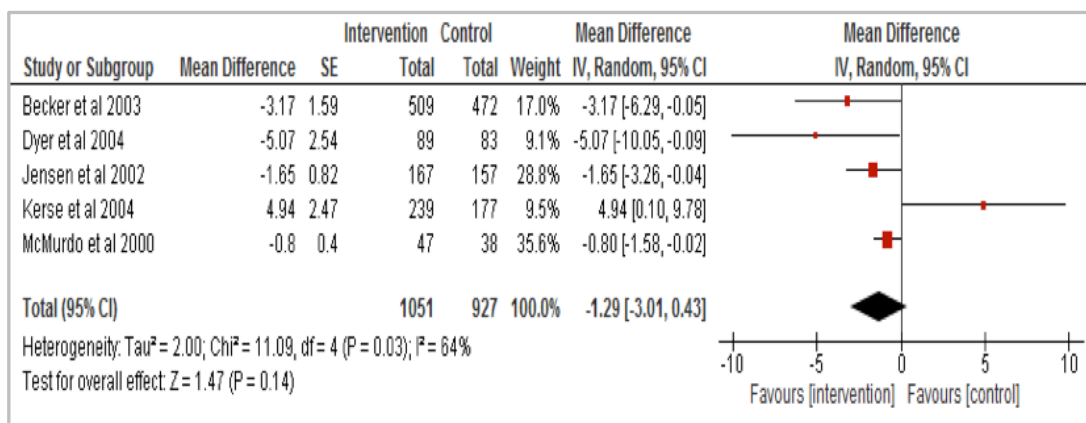 Intervention Control Mean Difference Mean Difference
Study or Subgroup Mean Difference SE Total Total Weight IV, Random, 95% CI IV, Random, 95% CI
Becker et al 2003 -3.17 1.59 509 472 17.0% -3.17 [-6.29, -0.05]
Dyer et al 2004 -5.07 2.54 89 83 9.1% -5.07 [-10.05, -0.09]
Jensen et al 2002 -1.65 0.82 167 157 28.8% -1.65 [-3.26, -0.04]
Kerse et al 2004 4.94 2.47 239 177 9.5% 4.94 [0.10, 9.78]
McMurdo et al 2000 -0.8 0.4 47 38 35.6% -0.80 [-1.58, -0.02]
Total (95% CI) 1051 927 100.0% -1.29 [-3.01, 0.43]
Heterogeneity: Tau² = 2.00; Chi² = 11.09, df = 4 (P = 0.03); I² = 64%
Test for overall effect: Z = 1.47 (P = 0.14)
-10 -5 0 5 10
Favours [intervention] Favours [control]